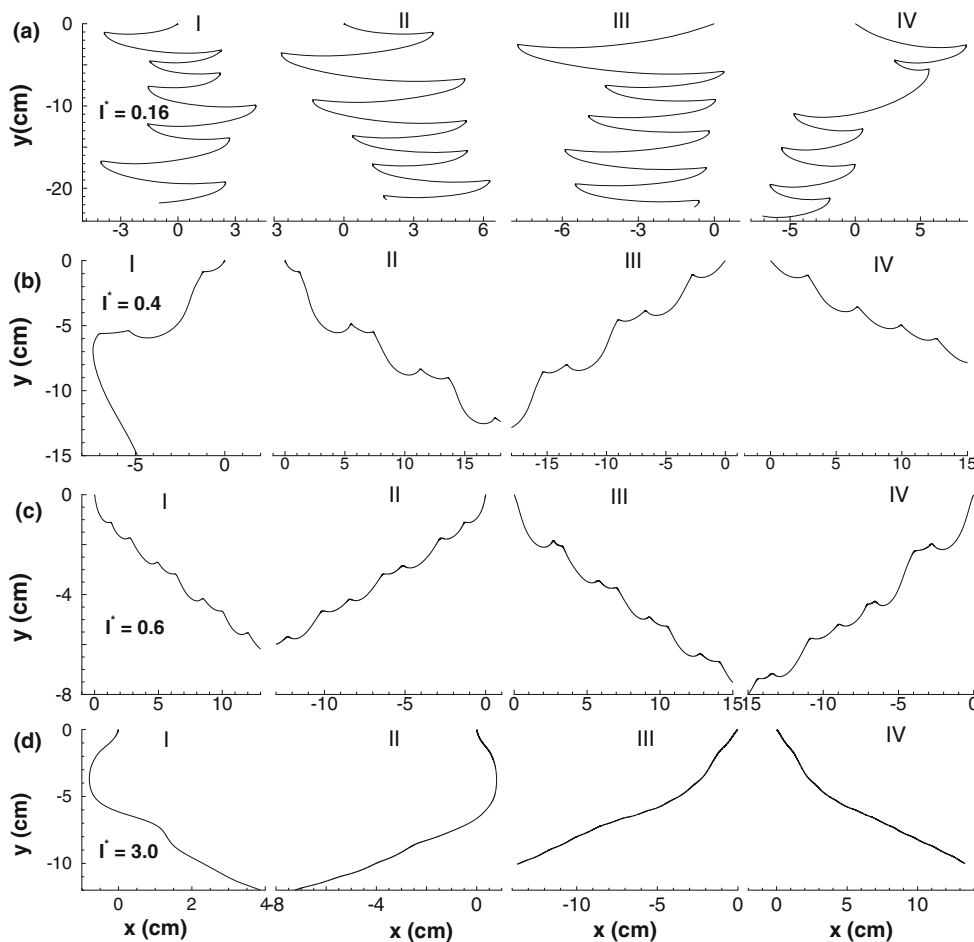 (a) I II III IV
y(cm)
I* = 0.16
0
-10
-20
-3 0 3
-3 0 3 6
-6 -3 0
-5 0 5
(b) I II III IV
y (cm)
I* = 0.4
0
-5
-10
-15
-5 0
0 5 10 15
-15 -10 -5 0
0 5 10 15
(c) I II III IV
y (cm)
I* = 0.6
0
-4
-8
0 5 10
-10 -5 0
0 5 10 15
-15 -10 -5 0
(d) I II III IV
y (cm)
I* = 3.0
0
-5
-10
0 2 4
-8 -4 0
-10 -5 0
0 5 10
x (cm) x (cm) x (cm) x (cm)